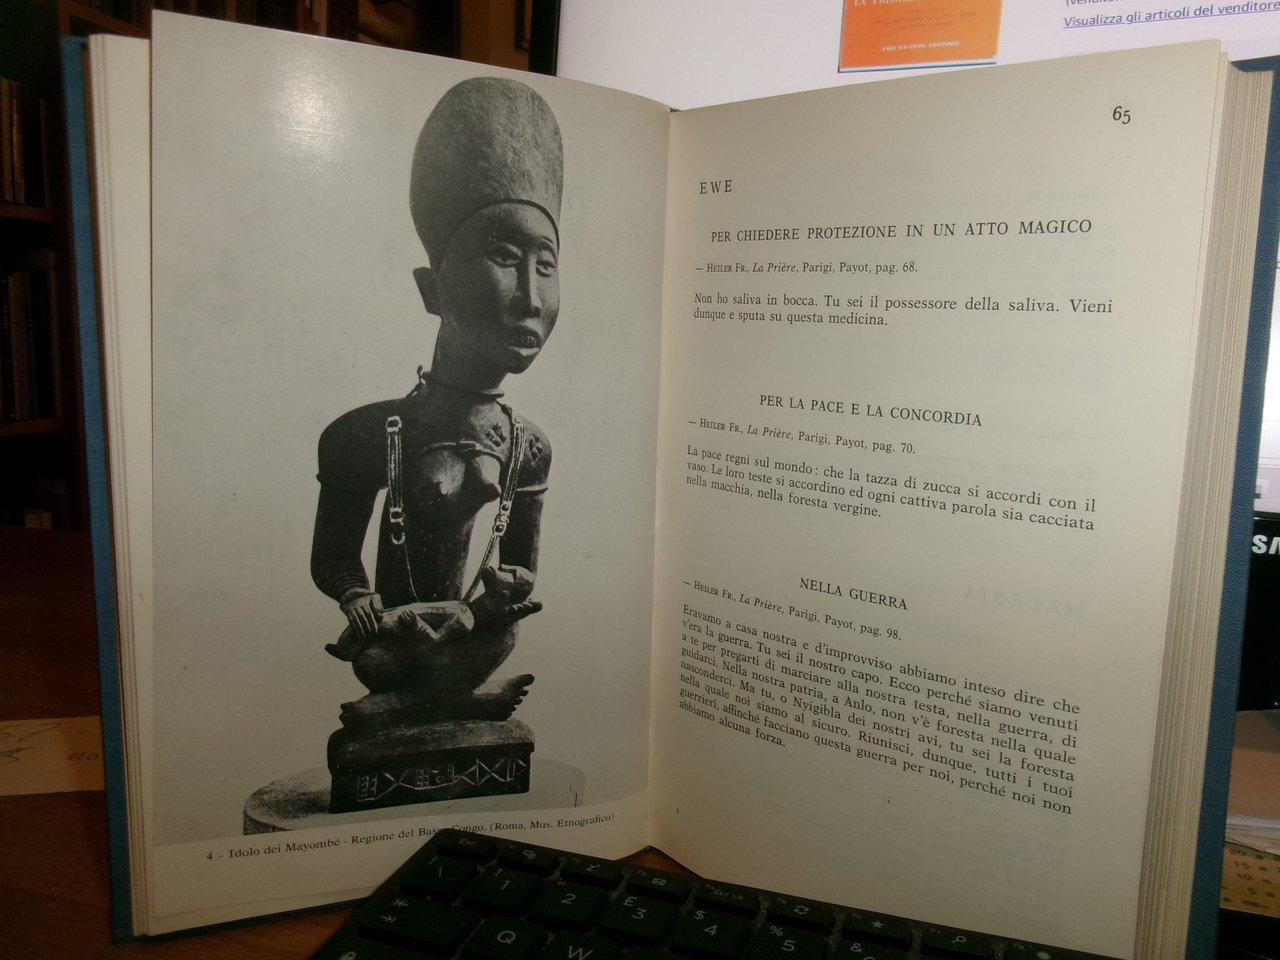 Visualizza gli articoli del venditore
4 - Idolo dei Mayombé - Regione del Congo. (Roma, Mus. Etnografico)
65
EWE
PER CHIEDERE PROTEZIONE IN UN ATTO MAGICO
— HEILER FR., La Prière, Parigi, Payot, pag. 68.
Non ho saliva in bocca. Tu sei il possessore della saliva. Vieni
dunque e sputa su questa medicina.
PER LA PACE E LA CONCORDIA
— HEILER FR., La Prière, Parigi, Payot, pag. 70.
La pace regni sul mondo: che la tazza di zucca si accordi con il
vaso. Le loro teste si accordino ed ogni cattiva parola sia cacciata
nella macchia, nella foresta vergine.
NELLA GUERRA
— HEILER FR., La Prière, Parigi, Payot, pag. 98.
Eravamo a casa nostra e d'improvviso abbiamo inteso dire che
v'era la guerra. Tu sei il nostro capo. Ecco perché siamo venuti
a te per pregarti di marciare alla nostra testa, nella guerra, di
guidarci. Nella nostra patria, a Anlo, non v'è foresta nella quale
nasconderci. Ma tu, o Nyigibla dei nostri avi, tu sei la foresta
nella quale noi siamo al sicuro. Riunisci, dunque, tutti i tuoi
guerrieri, affinché facciano questa guerra per noi, perché noi non
abbiamo alcuna forza.
Scr Lk
\ 1 2 £ 3 $ 4 % 5 & 6
Q W